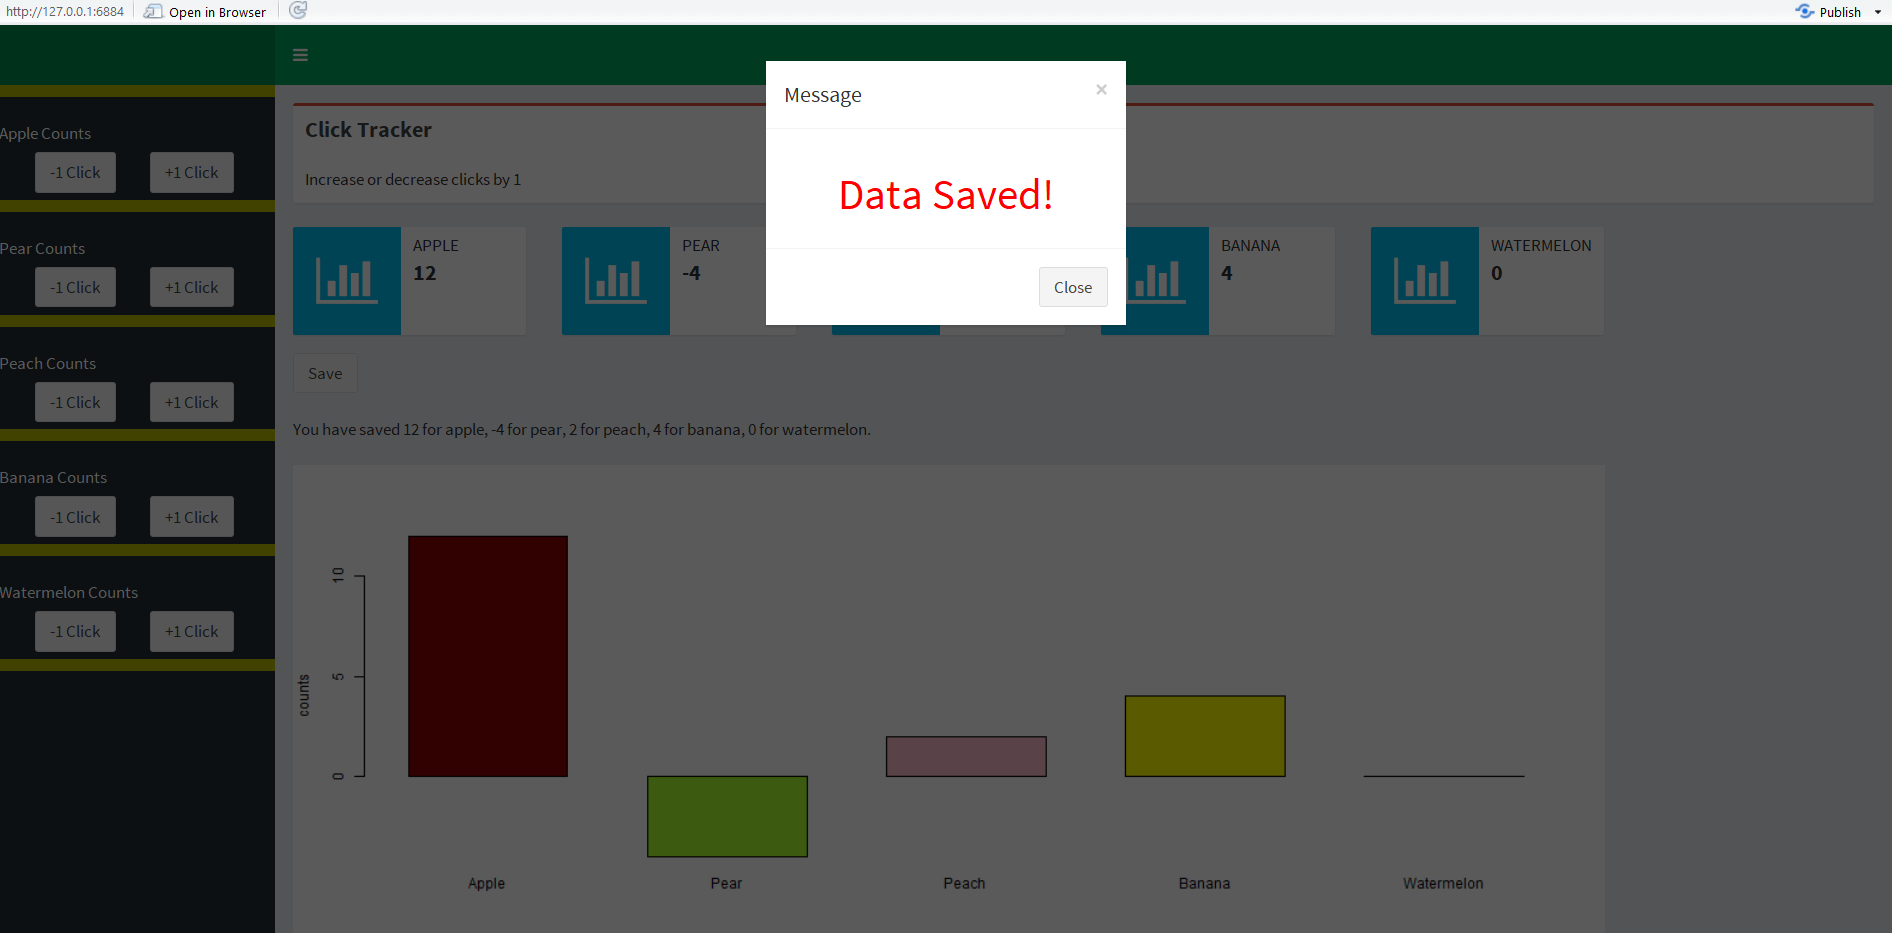 http://127.0.0.1:6884
Open in Browser
Publish
Apple Counts
-1 Click
+1 Click
Pear Counts
-1 Click
+1 Click
Peach Counts
-1 Click
+1 Click
Banana Counts
-1 Click
+1 Click
Watermelon Counts
-1 Click
+1 Click
Click Tracker
Increase or decrease clicks by 1
Message
×
Data Saved!
Close
APPLE
12
PEAR
-4
BANANA
4
WATERMELON
0
Save
You have saved 12 for apple, -4 for pear, 2 for peach, 4 for banana, 0 for watermelon.
counts
10
5
0
Apple
Pear
Peach
Banana
Watermelon